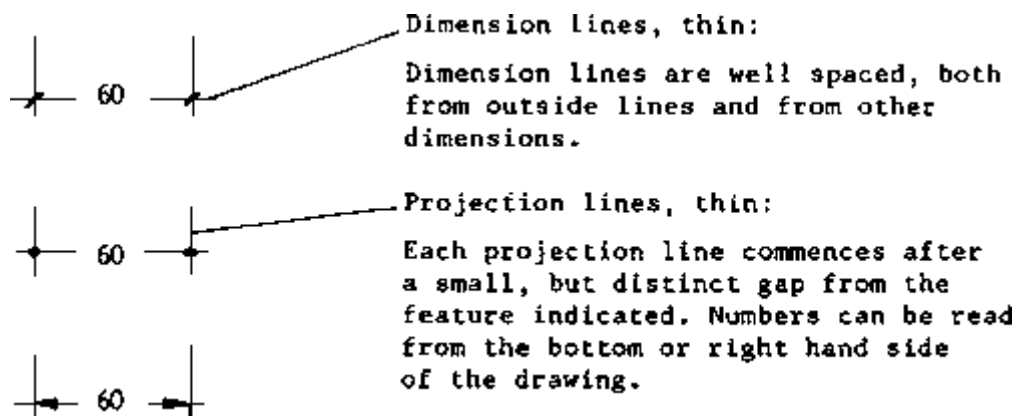 Dimension lines, thin:
60
Dimension lines are well spaced, both
from outside lines and from other
dimensions.
Projection lines, thin:
60
Each projection line commences after
a small, but distinct gap from the
feature indicated. Numbers can be read
from the bottom or right hand side
of the drawing.
60